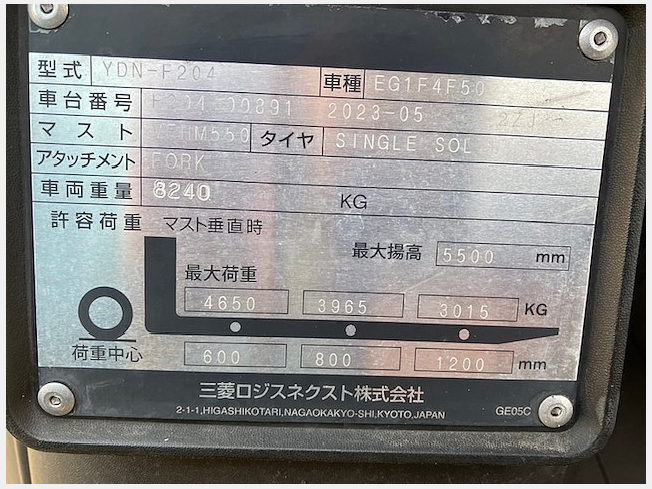 型式 YDN-F204 車種 EG1F4F50
車台番号 F204-00891 2023-05
マスト タイヤ SINGLE SOL
アタッチメント FORK
車両重量 8240 KG
許容荷重 マスト垂直時
最大揚高 5500 mm
最大荷重
4650 3965 3015 KG
荷重中心 600 800 1200 mm
三菱ロジスネクスト株式会社
2-1-1,HIGASHIKOTARI,NAGAOKAKYO-SHI,KYOTO,JAPAN GE05C